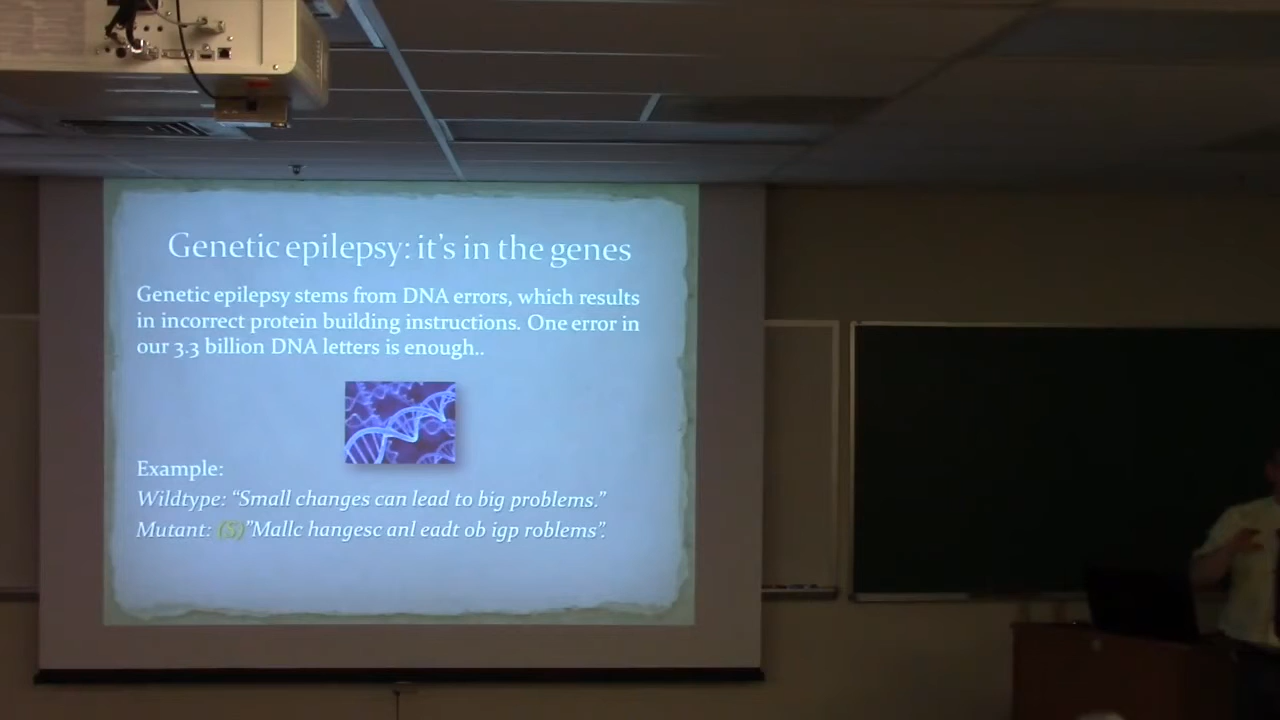 Genetic epilepsy: it's in the genes
Genetic epilepsy stems from DNA errors, which results
in incorrect protein building instructions. One error in
our 3.3 billion DNA letters is enough..
Example:
Wildtype: “Small changes can lead to big problems.”
Mutant: (S)”Mallc hangesc anl eadt ob igp roblems”.